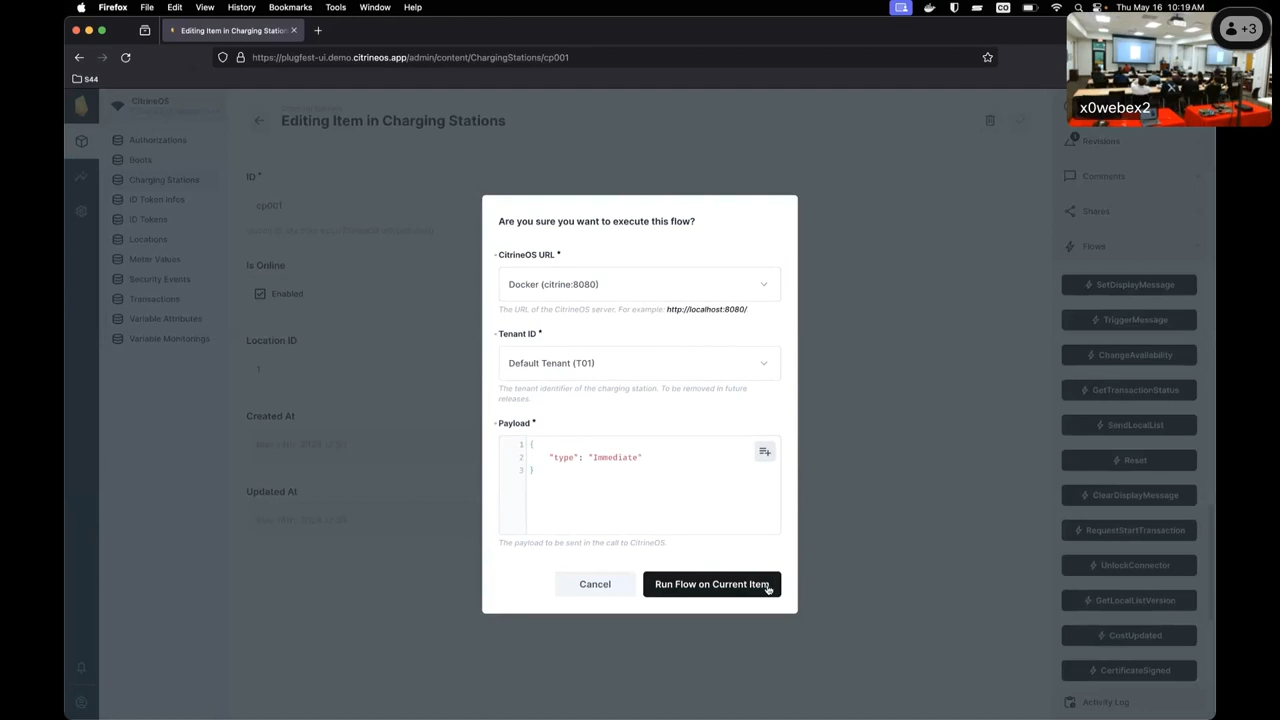 Firefox File Edit View History Bookmarks Tools Window Help
Thu May 16 10:19 AM
Editing Item in Charging Stations
https://plugfest-ui.demo.citrineos.app/admin/content/ChargingStations/cp001
S44
+3
x0webex2
CitrineOS
Authorizations
Boots
Charging Stations
ID Token Infos
ID Tokens
Locations
Meter Values
Security Events
Transactions
Variable Attributes
Variable Monitorings
Editing Item in Charging Stations
ID *
cp001
Is Online
Enabled
Location ID
1
Created At
Updated At
Are you sure you want to execute this flow?
CitrineOS URL *
Docker (citrine:8080)
The URL of the CitrineOS server. For example: http://localhost:8080/
Tenant ID *
Default Tenant (T01)
The tenant identifier of the charging station. To be removed in future
releases.
Payload *
1 {
2 "type": "Immediate"
3 }
The payload to be sent in the call to CitrineOS.
Cancel
Run Flow on Current Item
Revisions
Comments
Shares
Flows
SetDisplayMessage
TriggerMessage
ChangeAvailability
GetTransactionStatus
SendLocalList
Reset
ClearDisplayMessage
RequestStartTransaction
UnlockConnector
GetLocalListVersion
CostUpdated
CertificateSigned
Activity Log